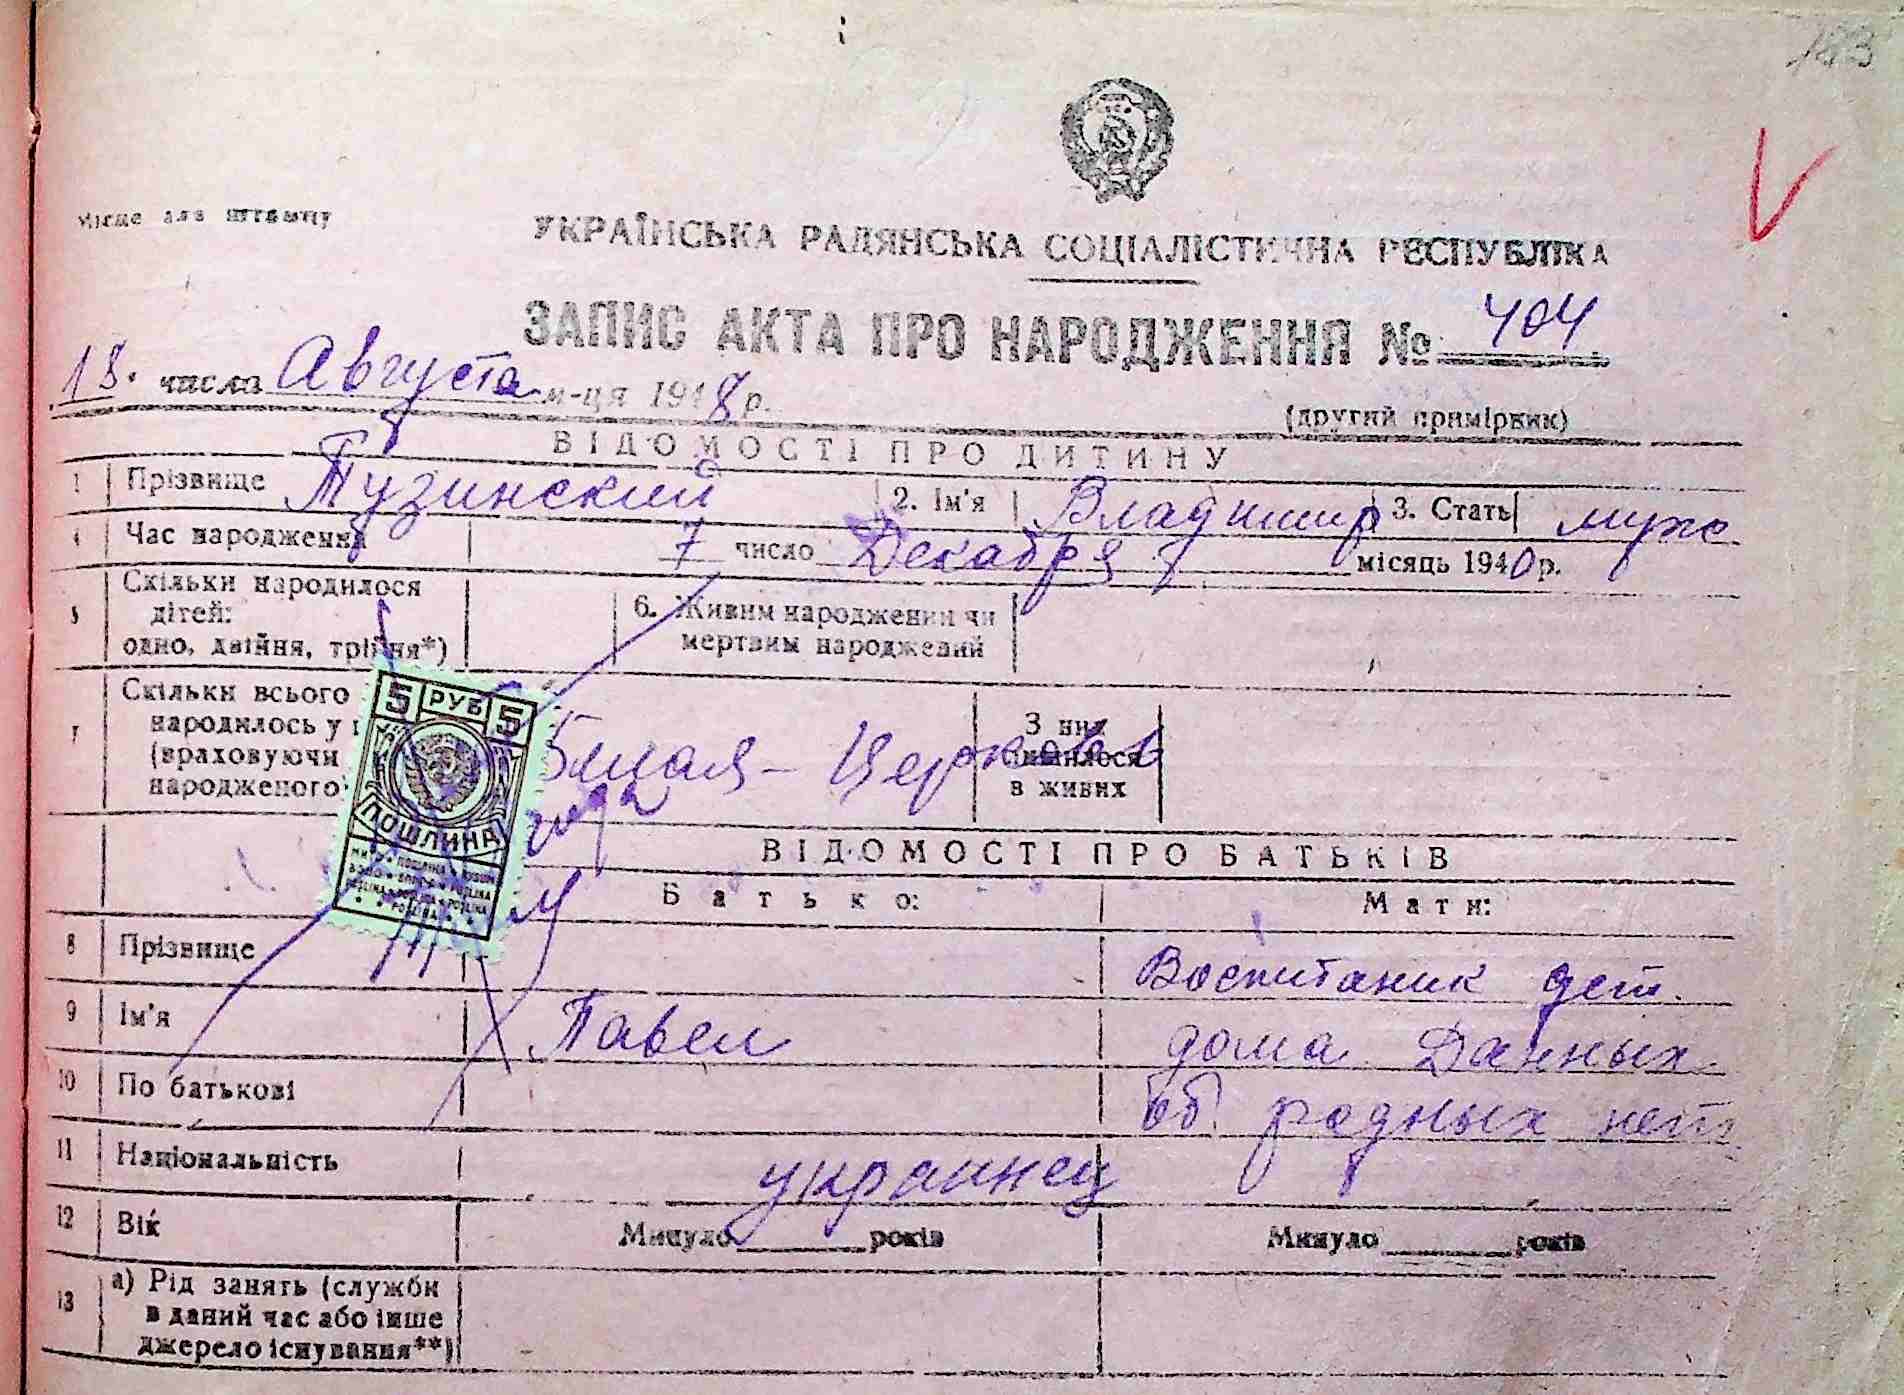 183
Місце для штампу
УКРАЇНСЬКА РАДЯНСЬКА СОЦІАЛІСТИЧНА РЕСПУБЛІКА
ЗАПИС АКТА ПРО НАРОДЖЕННЯ № 404
18. числа Августа м-ця 1948 р.
(другий примірник)
ВІДОМОСТІ ПРО ДИТИНУ
1 Прізвище Тузинский 2. Ім'я Владимир 3. Стать муж.
4 Час народження 7 число Декабря місяць 1940 р.
5 Скільки народилося дітей: одно, двійня, трійня*)
6. Живим народжений чи мертвим народжений
7 Скільки всього
народилось у
(враховуючи
народженого
Билая-Церковь
З них
лишилося
в живих
5 РУБ 5
ПОШЛИНА
ВІДОМОСТІ ПРО БАТЬКІВ
Батько: Мати:
8 Прізвище Воспитаник дет.
9 Ім'я Павел дома Данных
10 По батькові об родных нет
11 Національність украинец
12 Вік Минуло ______ років Минуло ______ років
13 а) Рід занять (служби
в даний час або інше
джерело існування**)